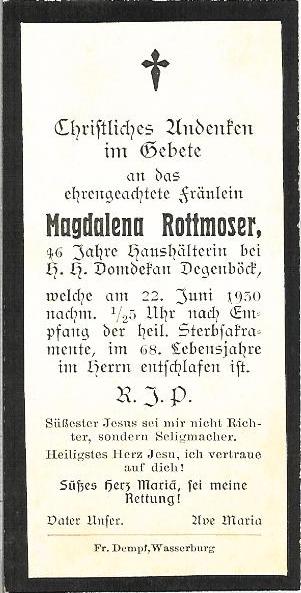 Christliches Andenken
im Gebete
an das
ehrengeachtete Fräulein
Magdalena Rottmoser,
46 Jahre Haushälterin bei
H. H. Domdekan Degenböck,
welche am 22. Juni 1930
nachm. 1/25 Uhr nach Em-
pfang der heil. Sterbsakra-
mente, im 68. Lebensjahre
im Herrn entschlafen ist.
R. I. P.
Süßester Jesus sei mir nicht Rich-
ter, sondern Seligmacher.
Heiligstes Herz Jesu, ich vertraue
auf dich!
Süßes Herz Mariä, sei meine
Rettung!
Vater Unser. Ave Maria
Fr. Dempf, Wasserburg